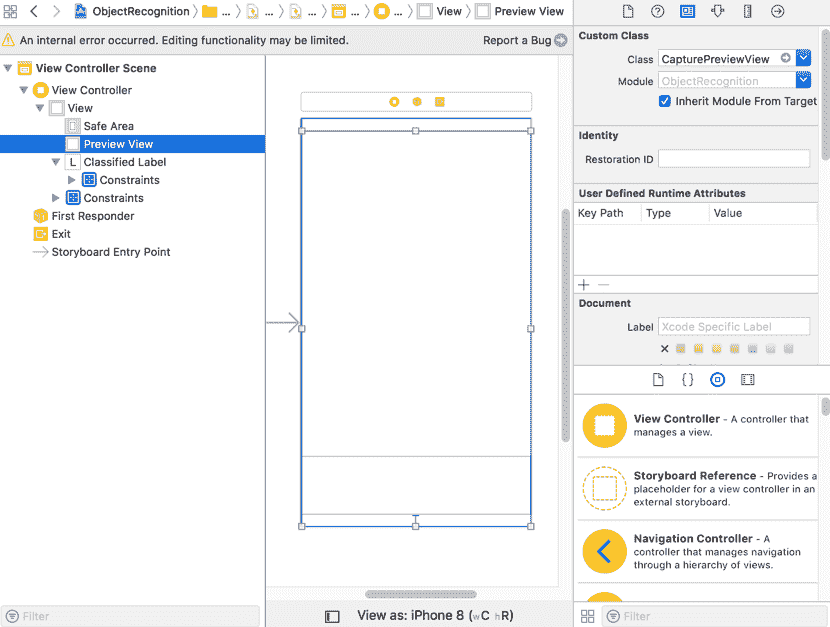 ObjectRecognition
...
...
...
...
...
View
Preview View
An internal error occurred. Editing functionality may be limited.
Report a Bug
View Controller Scene
View Controller
View
Safe Area
Preview View
L Classified Label
Constraints
Constraints
First Responder
Exit
Storyboard Entry Point
Filter
View as: iPhone 8 (wC hR)
Custom Class
Class CapturePreviewView
Module ObjectRecognition
Inherit Module From Target
Identity
Restoration ID
User Defined Runtime Attributes
Key Path Type Value
Document
Label Xcode Specific Label
{}
View Controller - A controller that
manages a view.
Storyboard Reference - Provides a
placeholder for a view controller in an
external storyboard.
Navigation Controller - A
controller that manages navigation
through a hierarchy of views.
Filter